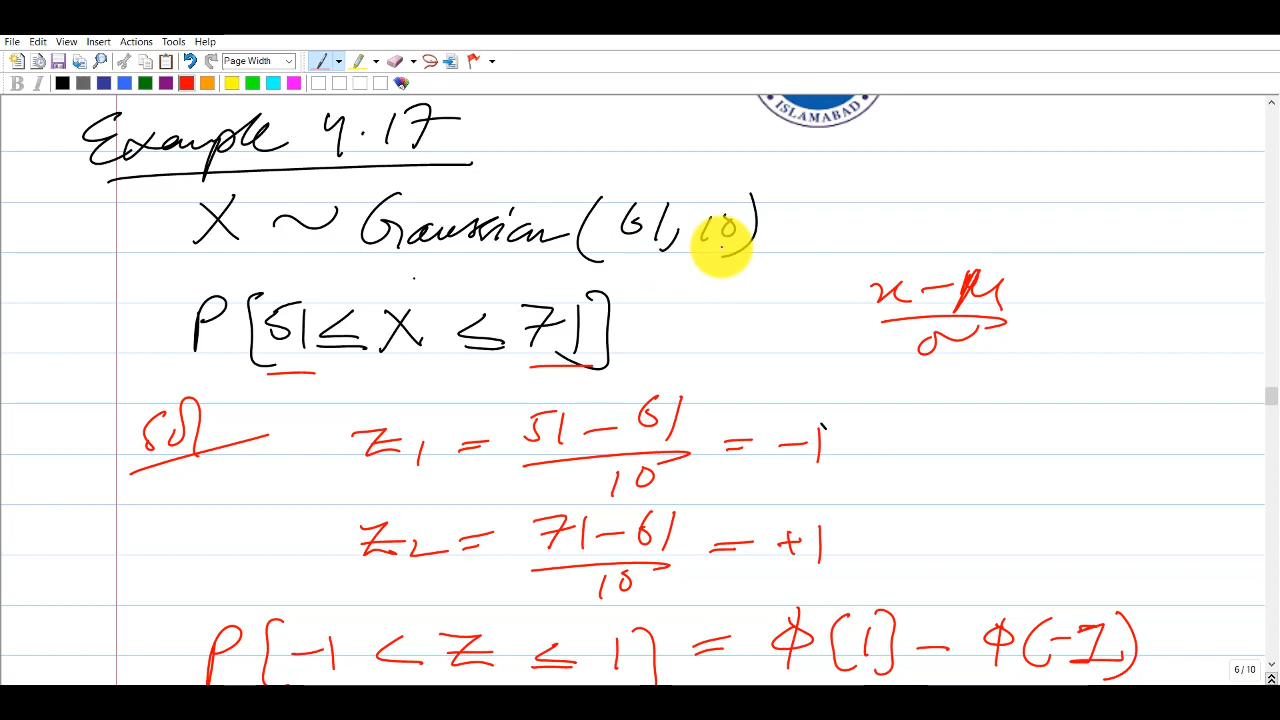 File Edit View Insert Actions Tools Help
Page Width
B I
ISLAMABAD
Example 4.17
X ~ Gaussian (61, 10)
P[51 ≤ X ≤ 71]
x - μ / σ
sol
Z1 = 51 - 61 / 10 = -1
Z2 = 71 - 61 / 10 = +1
P[-1 < Z ≤ 1] = Φ[1] - Φ(-1)
6 / 10